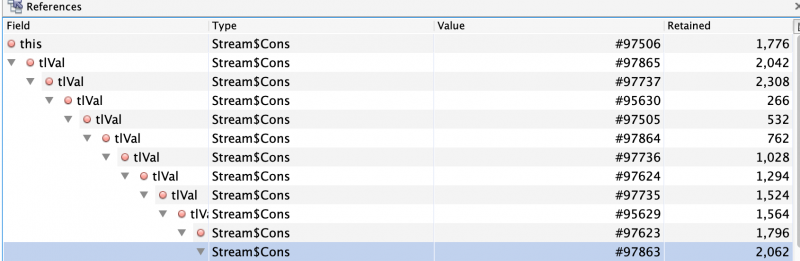 References
Field Type Value Retained
this Stream$Cons #97506 1,776
tlVal Stream$Cons #97865 2,042
tlVal Stream$Cons #97737 2,308
tlVal Stream$Cons #95630 266
tlVal Stream$Cons #97505 532
tlVal Stream$Cons #97864 762
tlVal Stream$Cons #97736 1,028
tlVal Stream$Cons #97624 1,294
tlVal Stream$Cons #97735 1,524
tlVa Stream$Cons #95629 1,564
Stream$Cons #97623 1,796
Stream$Cons #97863 2,062